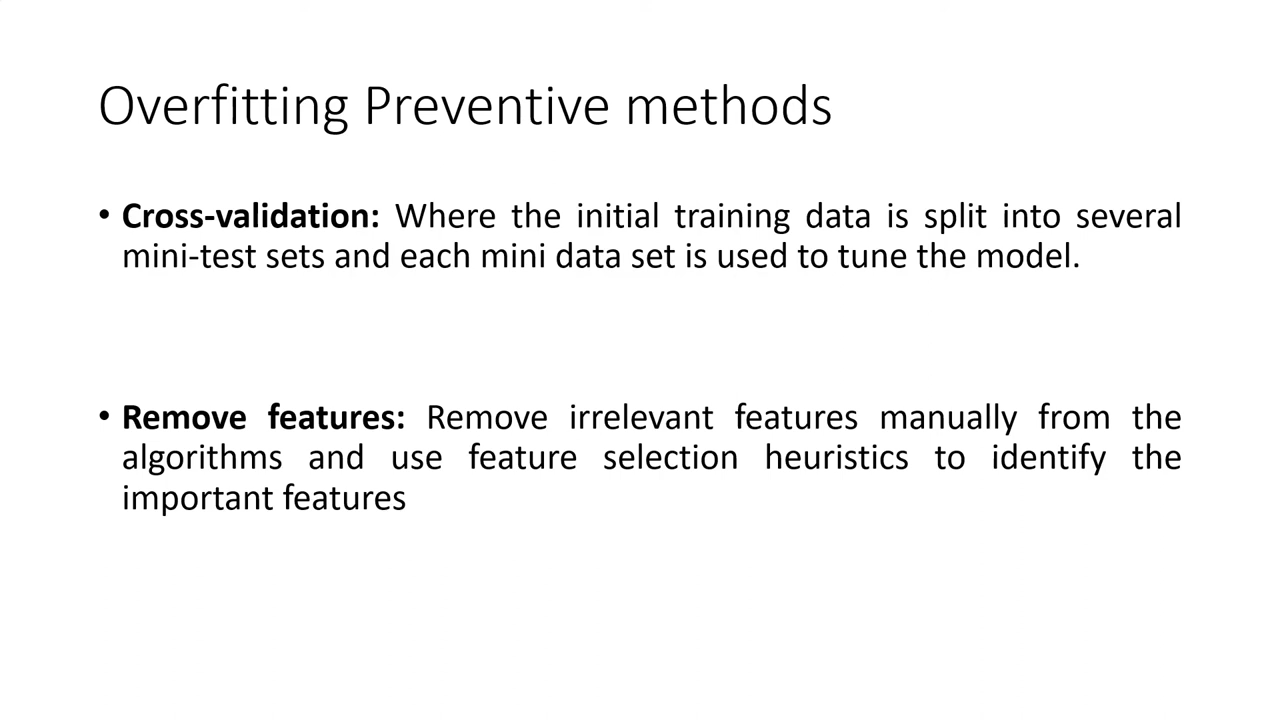 Overfitting Preventive methods
• Cross-validation: Where the initial training data is split into several
mini-test sets and each mini data set is used to tune the model.
• Remove features: Remove irrelevant features manually from the
algorithms and use feature selection heuristics to identify the
important features